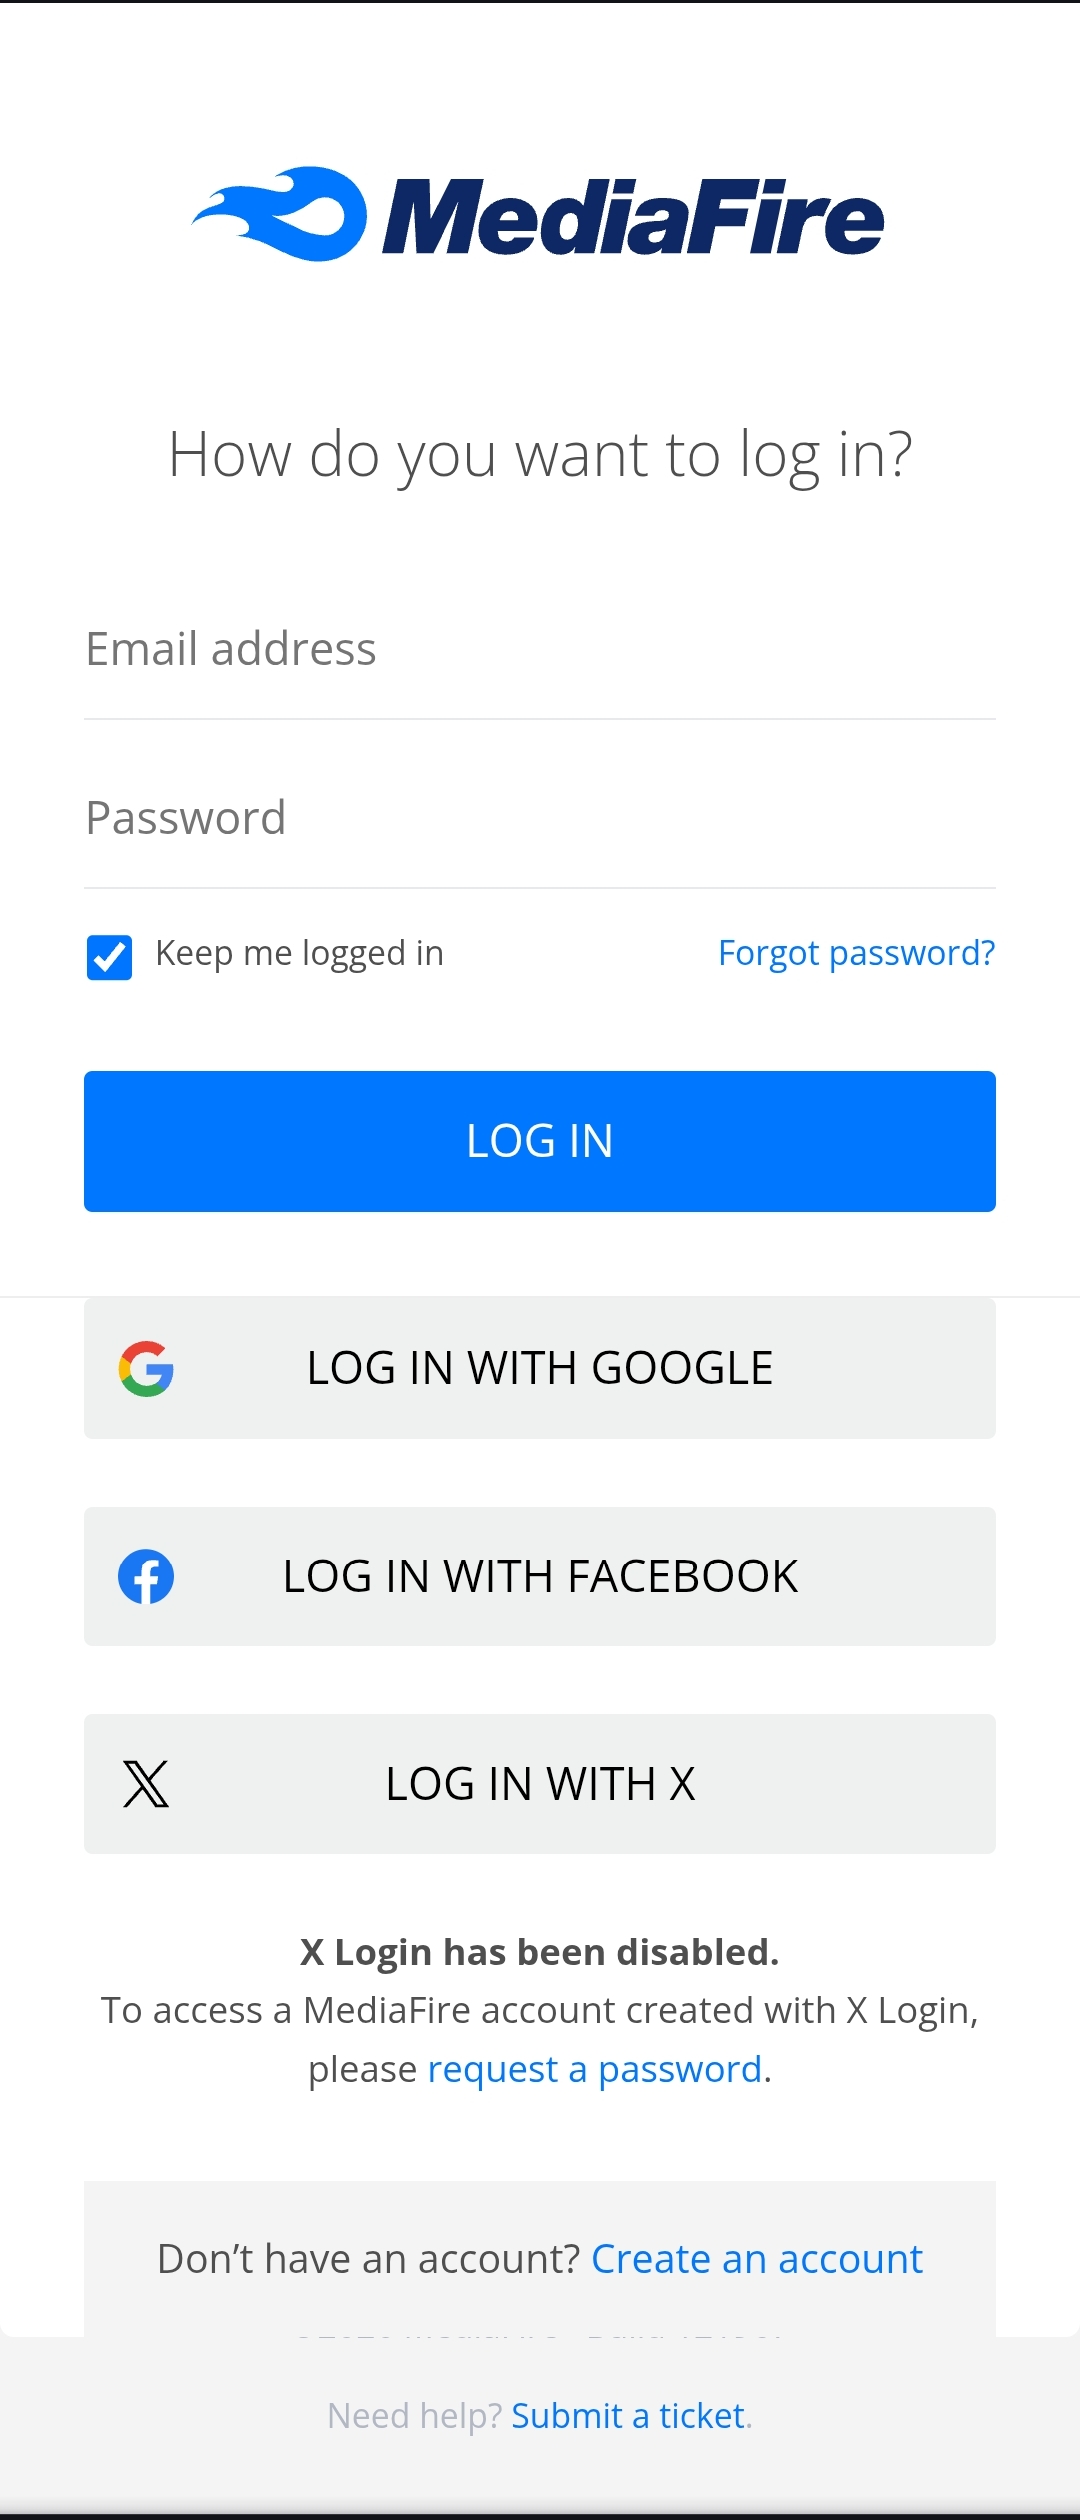 MediaFire
How do you want to log in?
Email address
Password
Keep me logged in
Forgot password?
LOG IN
LOG IN WITH GOOGLE
LOG IN WITH FACEBOOK
LOG IN WITH X
X Login has been disabled.
To access a MediaFire account created with X Login,
please request a password.
Don’t have an account? Create an account
Need help? Submit a ticket.